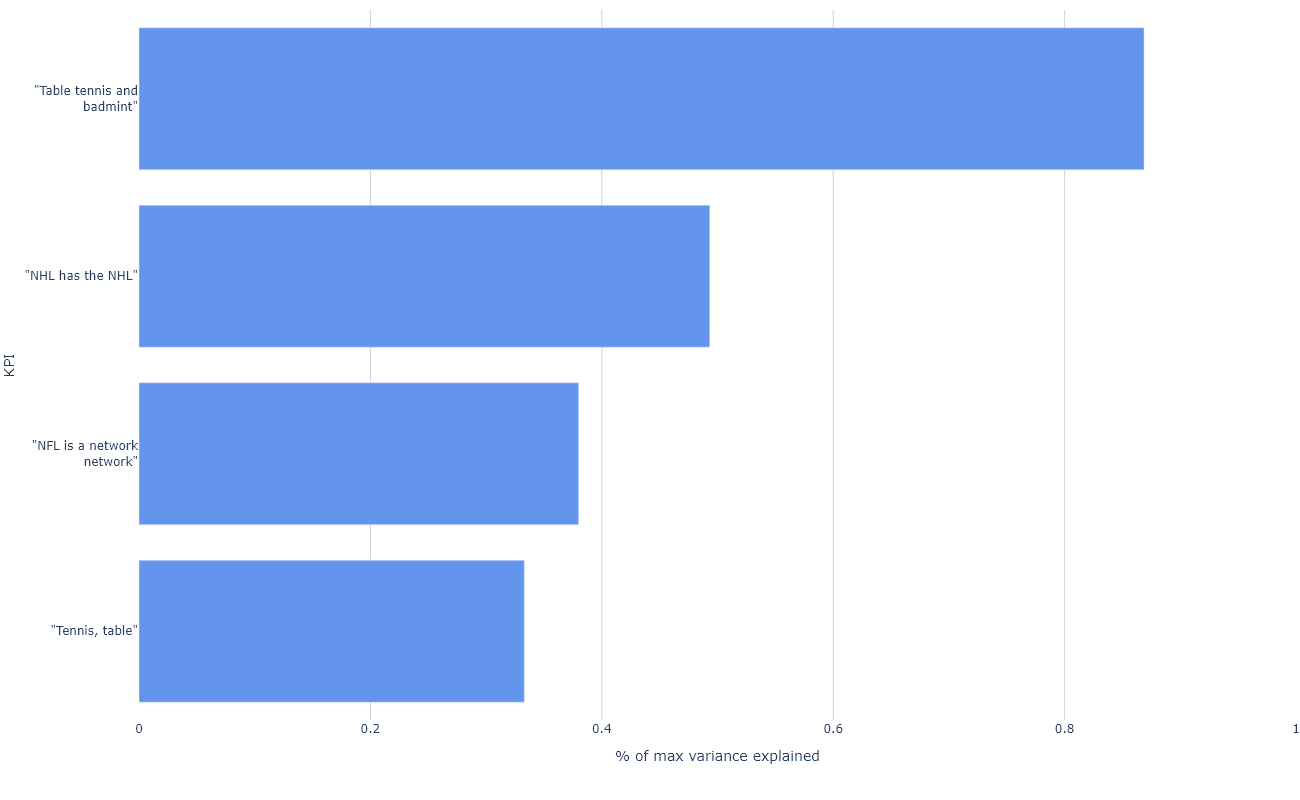 "Table tennis and
badmint"
"NHL has the NHL"
KPI
"NFL is a network
network"
"Tennis, table"
0 0.2 0.4 0.6 0.8 1
% of max variance explained